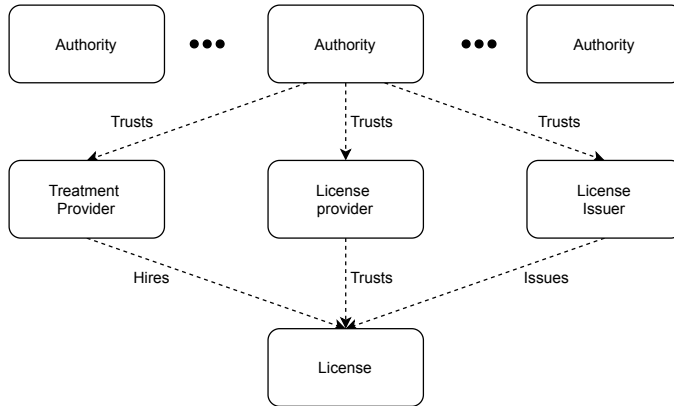 Authority
Authority
Authority
Trusts
Trusts
Trusts
Treatment
Provider
License
provider
License
Issuer
Hires
Trusts
Issues
License